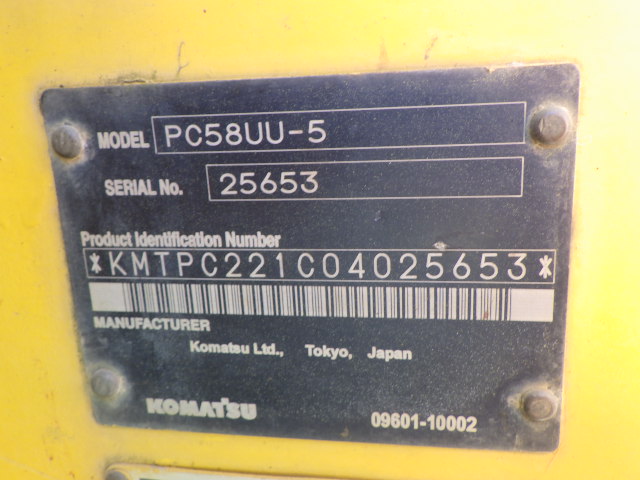 MODEL PC58UU-5
SERIAL No. 25653
Product Identification Number
*KMTPC221C04025653*
MANUFACTURER
Komatsu Ltd., Tokyo, Japan
KOMATSU 09601-10002